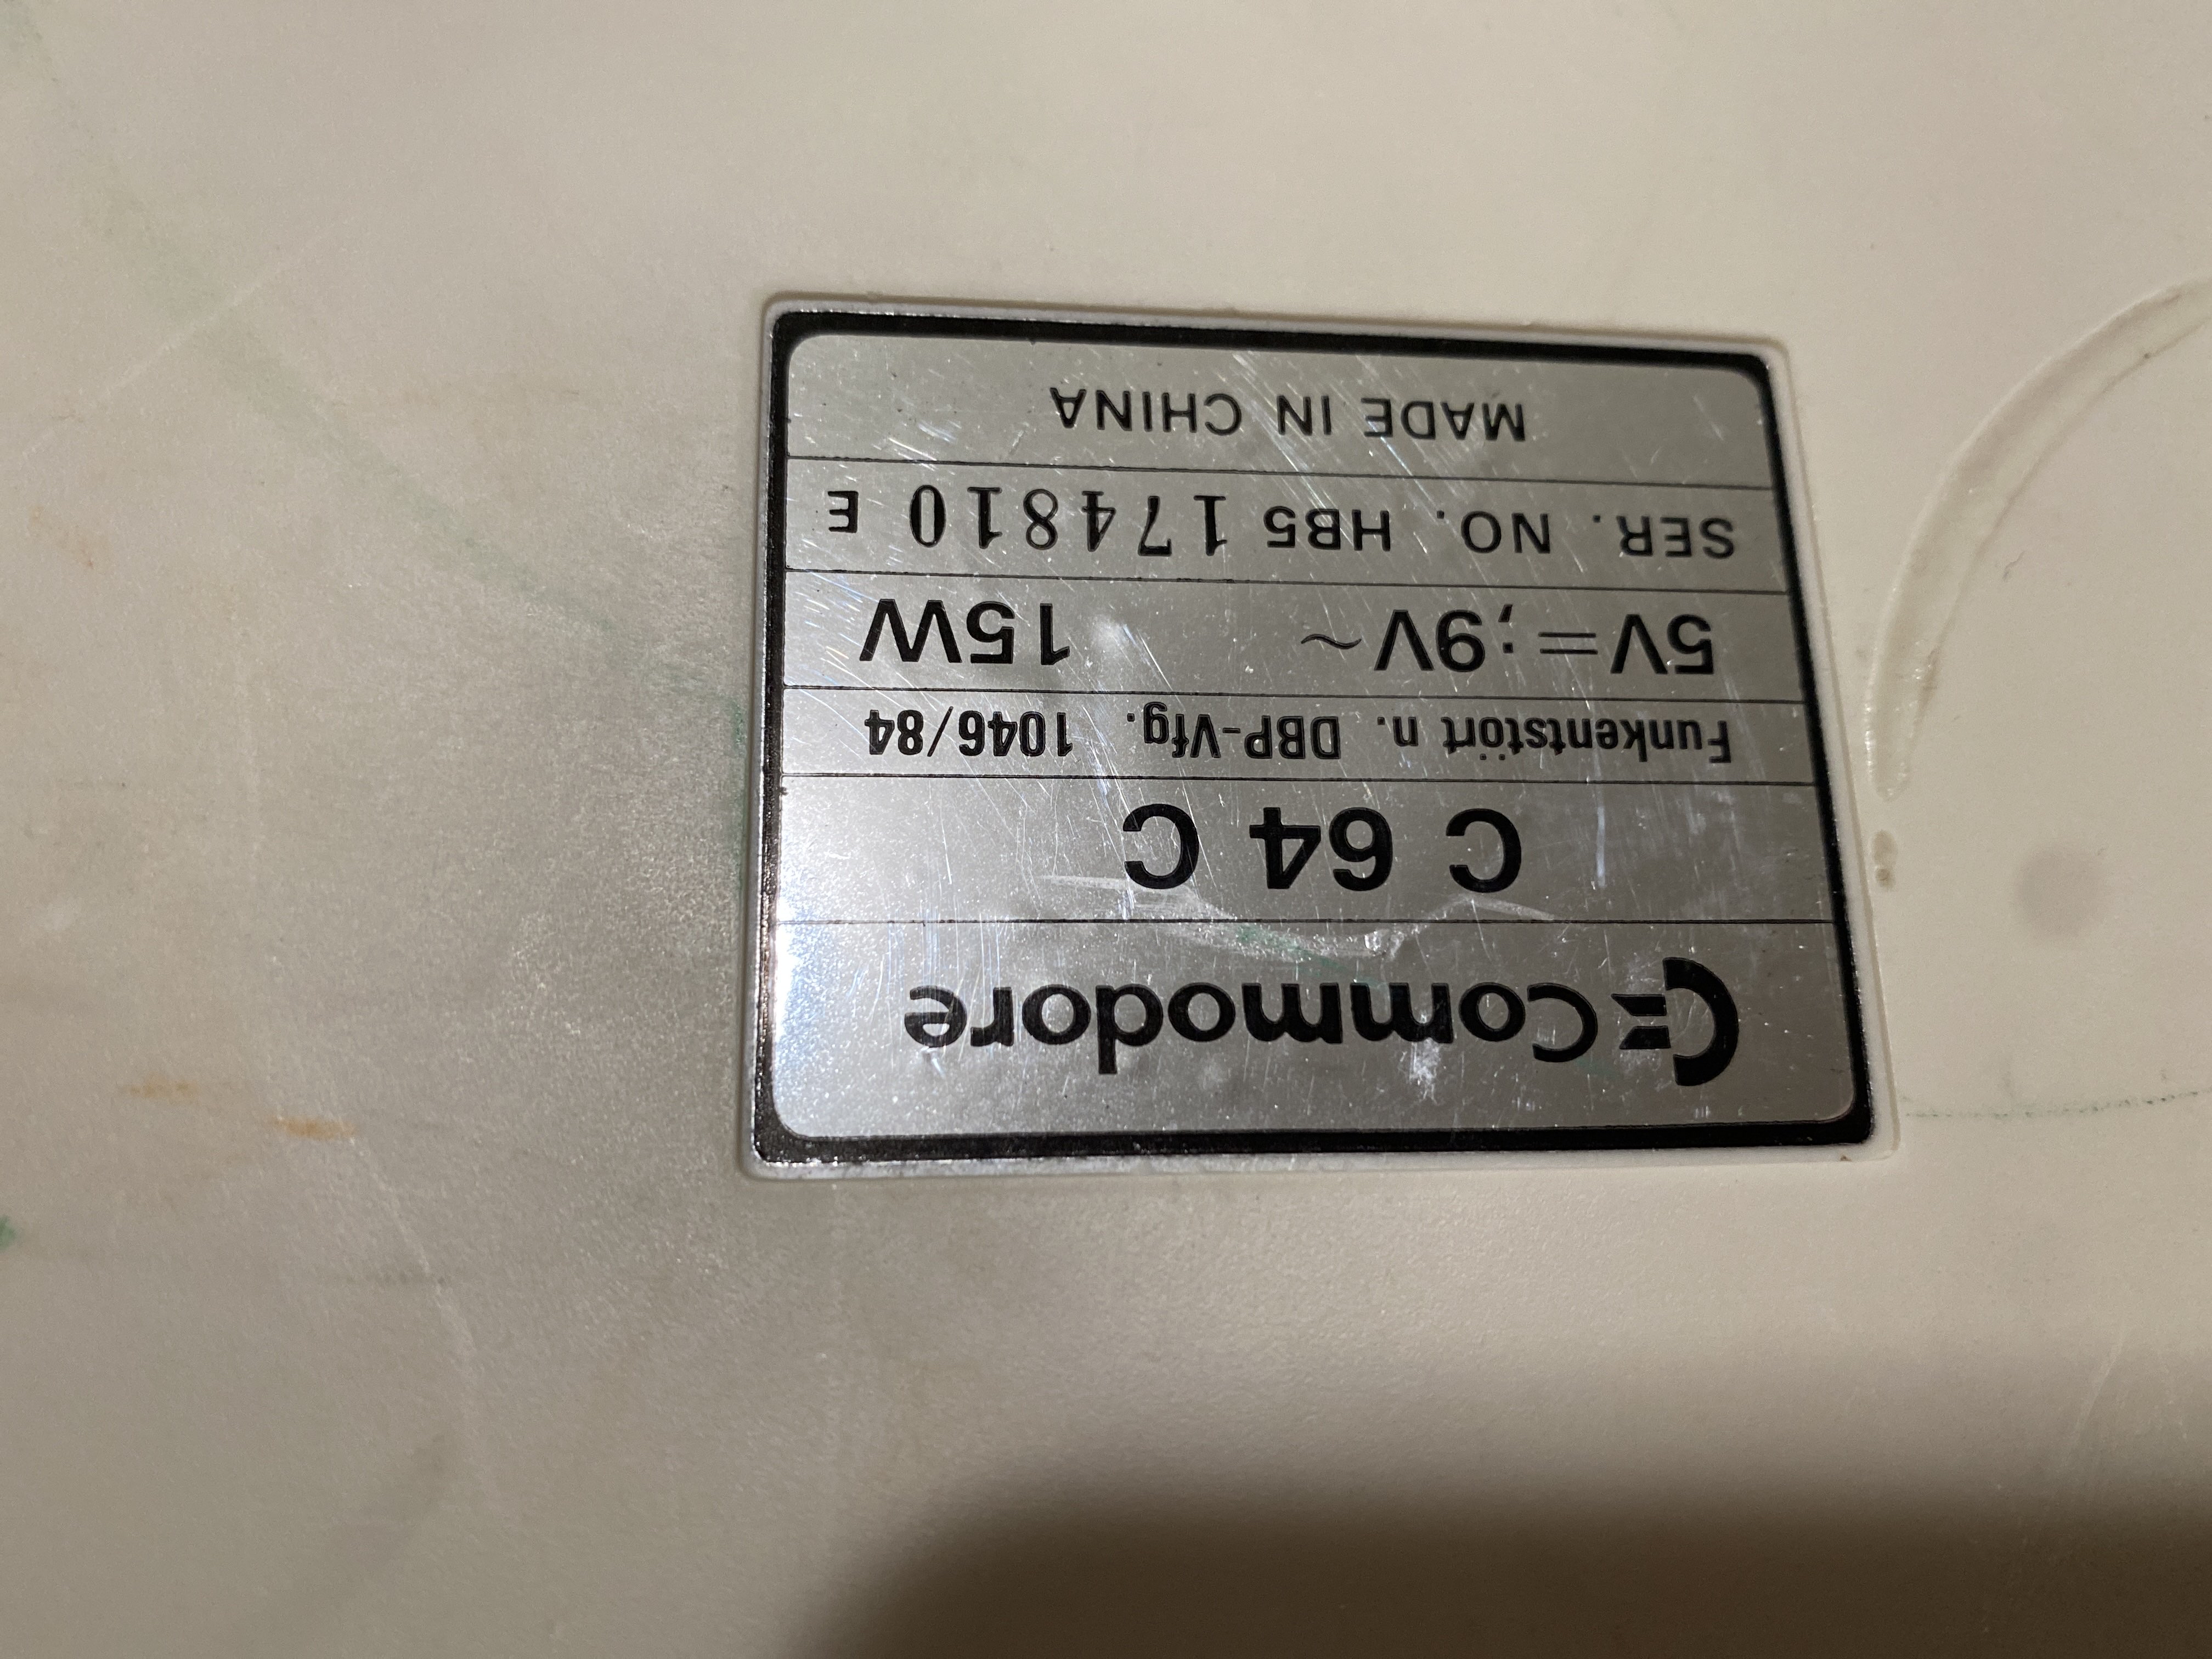 Commodore
C 64 C
Funkentstört n. DBP-Vfg. 1046/84
5V=;9V~ 15W
SER. NO. HB5 174810 E
MADE IN CHINA